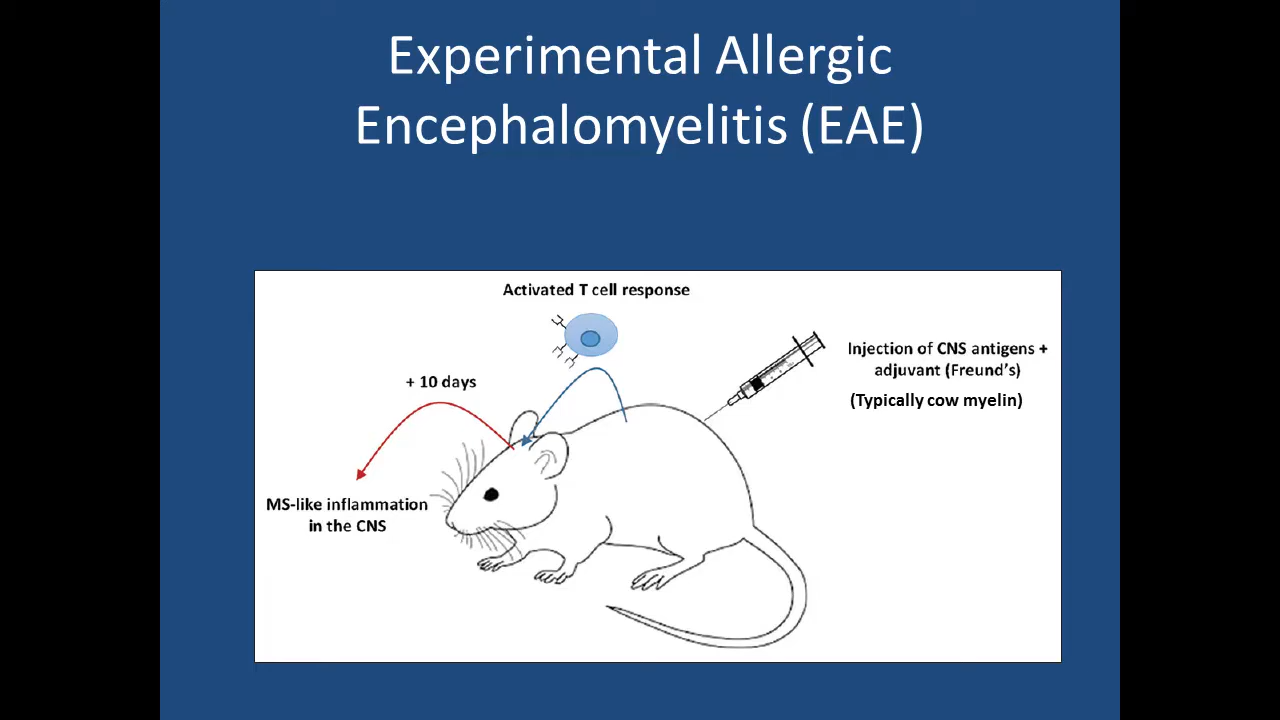 Experimental Allergic
Encephalomyelitis (EAE)
Activated T cell response
Injection of CNS antigens +
adjuvant (Freund's)
(Typically cow myelin)
+ 10 days
MS-like inflammation
in the CNS